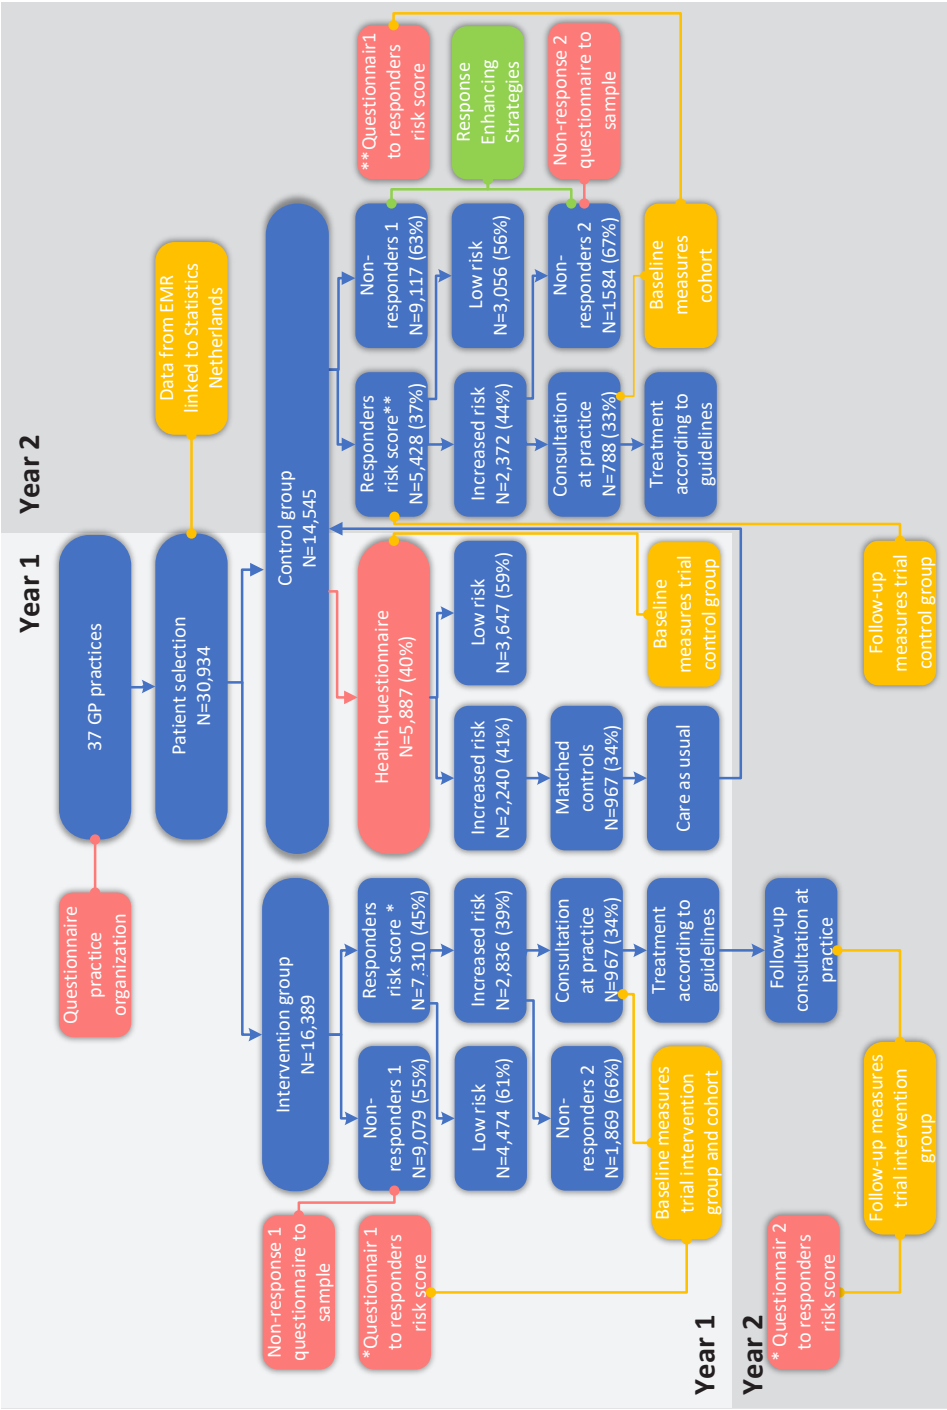 Year 1
Year 2
Questionnaire
practice
organization
37 GP practices
Patient selection
N=30,934
Data from EMR
linked to Statistics
Netherlands
Intervention group
N=16,389
Control group
N=14,545
Non-response 1
questionnaire to
sample
*Questionnair 1
to responders
risk score
Non-
responders 1
N=9,079 (55%)
Responders
risk score *
N=7.310 (45%)
Low risk
N=4,474 (61%)
Increased risk
N=2,836 (39%)
Non-
responders 2
N=1,869 (66%)
Consultation
at practice
N=967 (34%)
Baseline measures
trial intervention
group and cohort
Treatment
according to
guidelines
Health questionnaire
N=5,887 (40%)
Increased risk
N=2,240 (41%)
Low risk
N=3,647 (59%)
Matched
controls
N=967 (34%)
Care as usual
Baseline
measures trial
control group
Responders
risk score**
N=5,428 (37%)
Non-
responders 1
N=9,117 (63%)
Increased risk
N=2,372 (44%)
Low risk
N=3,056 (56%)
Consultation
at practice
N=788 (33%)
Non-
responders 2
N=1584 (67%)
Treatment
according to
guidelines
Baseline
measures
cohort
**Questionnair1
to responders
risk score
Response
Enhancing
Strategies
Non-response 2
questionnaire to
sample
Year 1
Year 2
* Questionnair 2
to responders
risk score
Follow-up
consultation at
practice
Follow-up measures
trial intervention
group
Follow-up
measures trial
control group